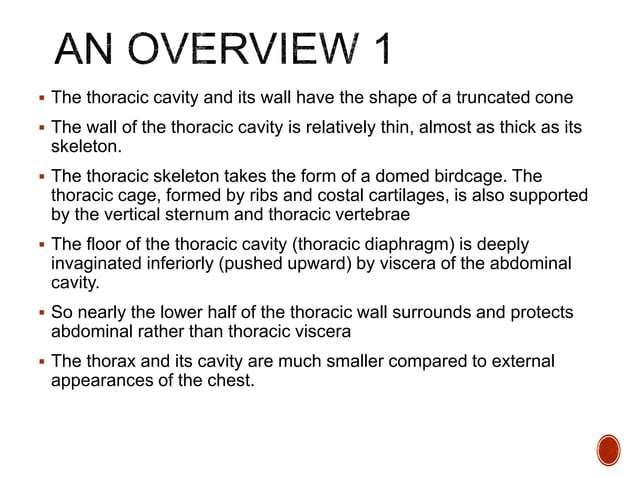 AN OVERVIEW 1
▪ The thoracic cavity and its wall have the shape of a truncated cone
▪ The wall of the thoracic cavity is relatively thin, almost as thick as its
skeleton.
▪ The thoracic skeleton takes the form of a domed birdcage. The
thoracic cage, formed by ribs and costal cartilages, is also supported
by the vertical sternum and thoracic vertebrae
▪ The floor of the thoracic cavity (thoracic diaphragm) is deeply
invaginated inferiorly (pushed upward) by viscera of the abdominal
cavity.
▪ So nearly the lower half of the thoracic wall surrounds and protects
abdominal rather than thoracic viscera
▪ The thorax and its cavity are much smaller compared to external
appearances of the chest.